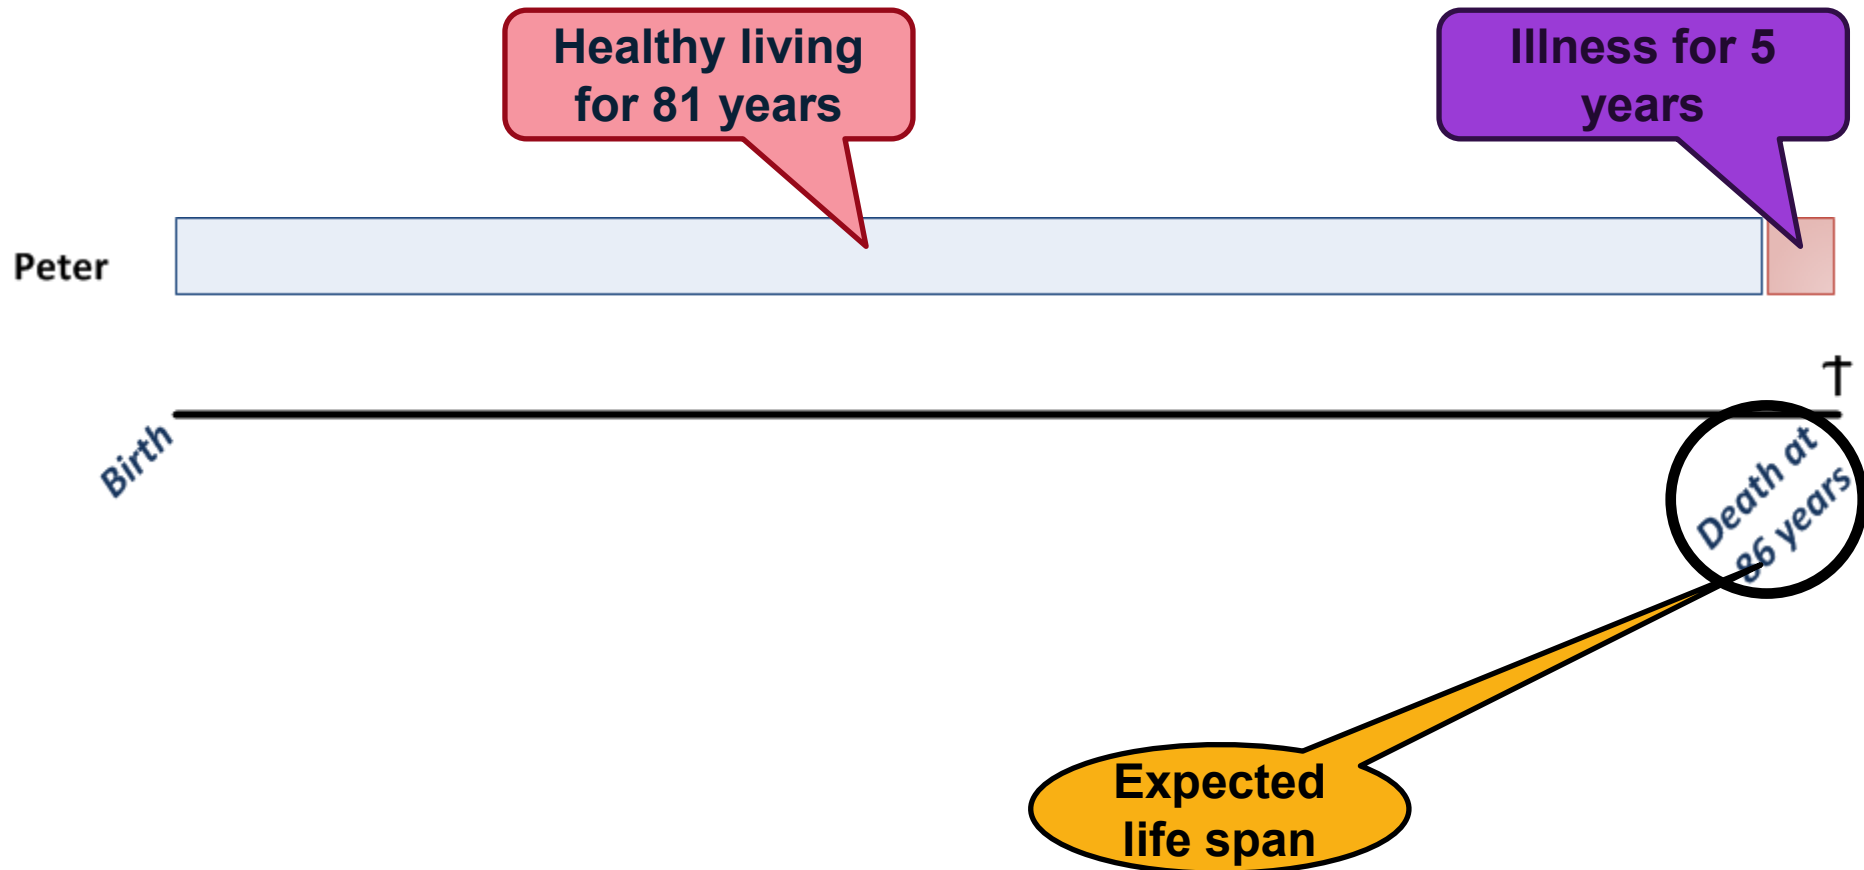 Healthy living
for 81 years
Illness for 5
years
Peter
†
Birth
Death at
86 years
Expected
life span